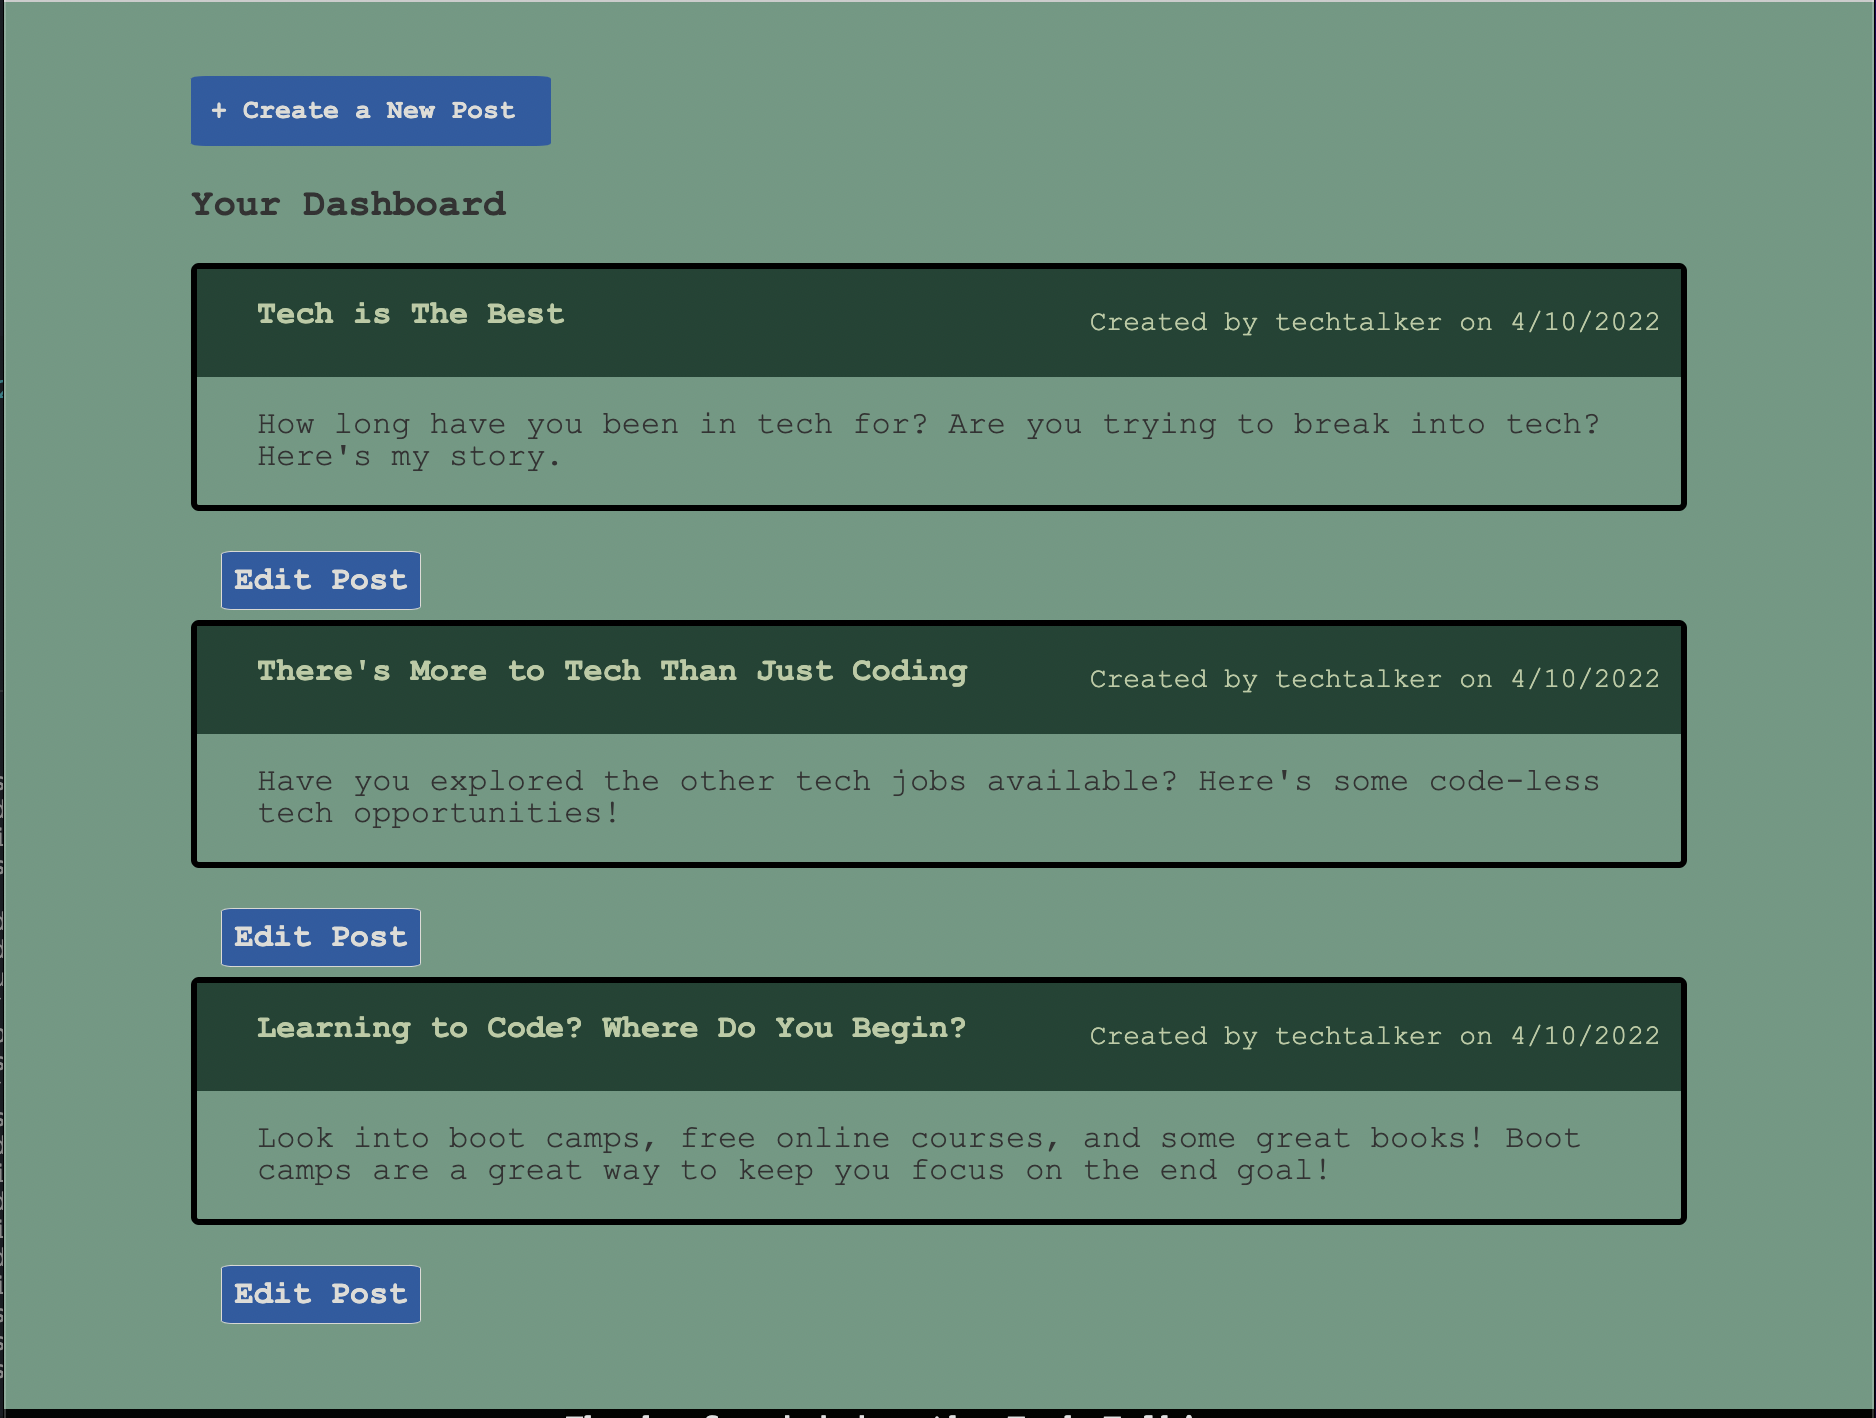 + Create a New Post
Your Dashboard
Tech is The Best
Created by techtalker on 4/10/2022
How long have you been in tech for? Are you trying to break into tech?
Here's my story.
Edit Post
There's More to Tech Than Just Coding
Created by techtalker on 4/10/2022
Have you explored the other tech jobs available? Here's some code-less
tech opportunities!
Edit Post
Learning to Code? Where Do You Begin?
Created by techtalker on 4/10/2022
Look into boot camps, free online courses, and some great books! Boot
camps are a great way to keep you focus on the end goal!
Edit Post